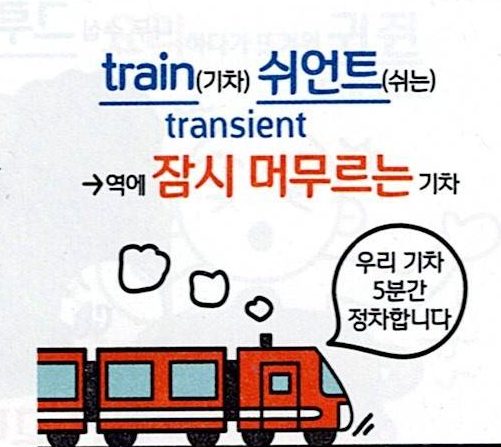 train(기차) 쉬언트(쉬는)
transient
→역에 잠시 머무르는 기차
우리 기차
5분간
정차합니다